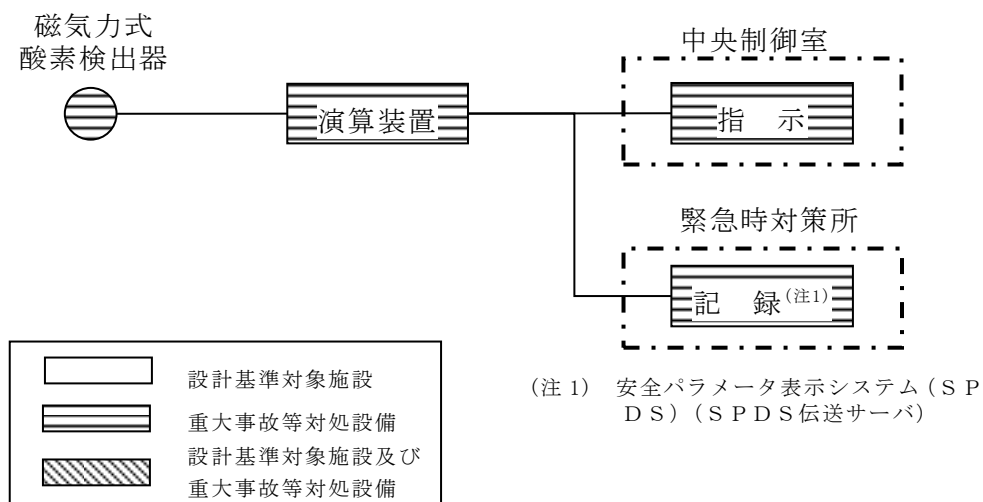 磁気力式
酸素検出器
演算装置
中央制御室
指　示
緊急時対策所
記　録(注1)
設計基準対象施設
重大事故等対処設備
設計基準対象施設及び
重大事故等対処設備
(注1)　安全パラメータ表示システム(ＳＰ
ＤＳ)(ＳＰＤＳ伝送サーバ)